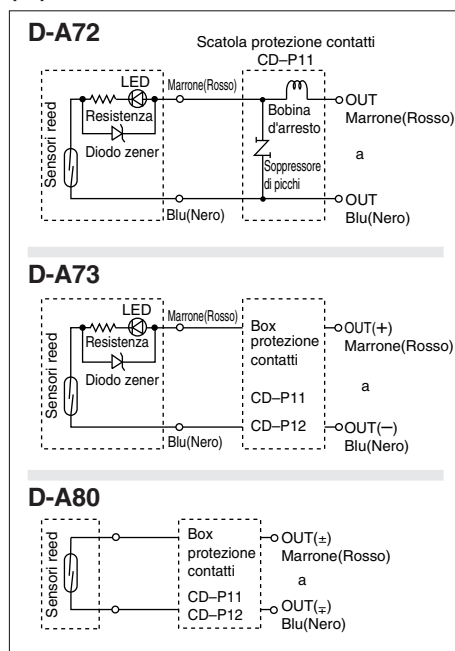 D-A72
Scatola protezione contatti
CD–P11
Sensori reed
LED
Resistenza
Diodo zener
Marrone(Rosso)
Blu(Nero)
Bobina
d'arresto
Soppressore
di picchi
OUT
Marrone(Rosso)
a
OUT
Blu(Nero)
D-A73
Sensori reed
LED
Resistenza
Diodo zener
Marrone(Rosso)
Blu(Nero)
Box
protezione
contatti
CD–P11
CD–P12
OUT(+)
Marrone(Rosso)
a
OUT(−)
Blu(Nero)
D-A80
Sensori reed
Box
protezione
contatti
CD–P11
CD–P12
OUT(±)
Marrone(Rosso)
a
OUT(∓)
Blu(Nero)